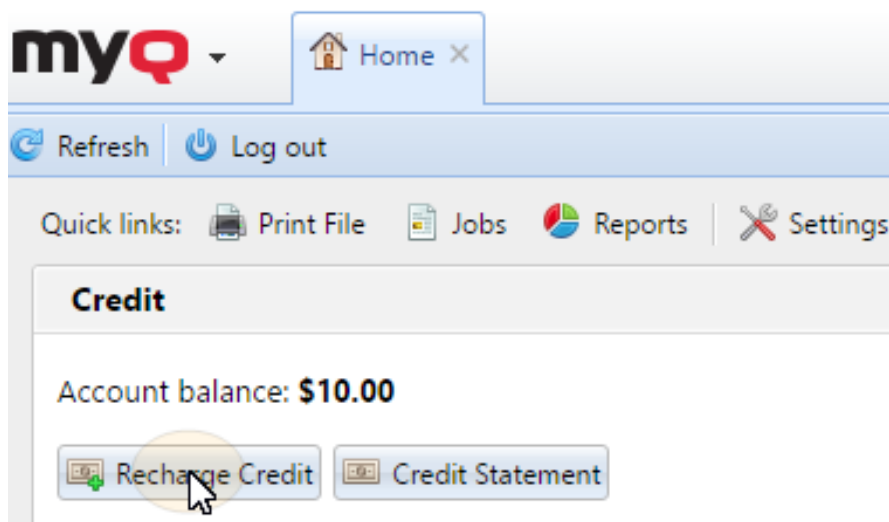 myQ
Home
Refresh Log out
Quick links: Print File Jobs Reports Settings
Credit
Account balance: $10.00
Recharge Credit Credit Statement